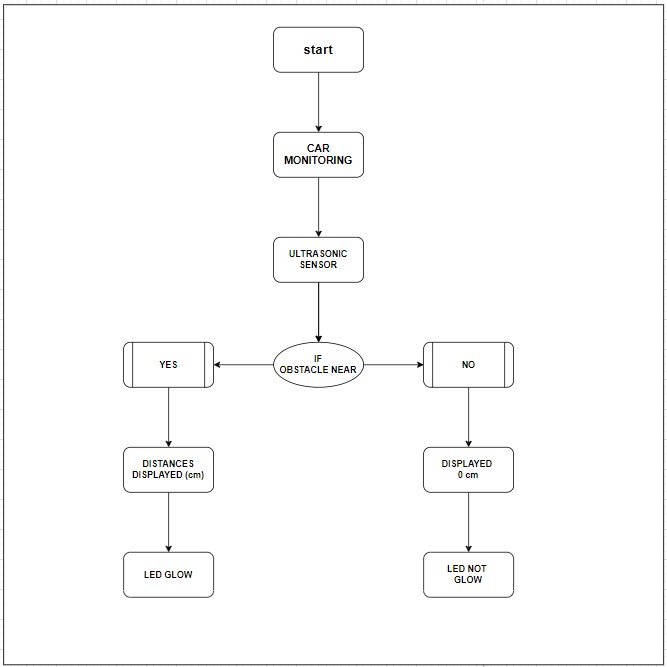 start
CAR
MONITORING
ULTRASONIC
SENSOR
IF
OBSTACLE NEAR
YES
NO
DISTANCES
DISPLAYED (cm)
DISPLAYED
0 cm
LED GLOW
LED NOT
GLOW